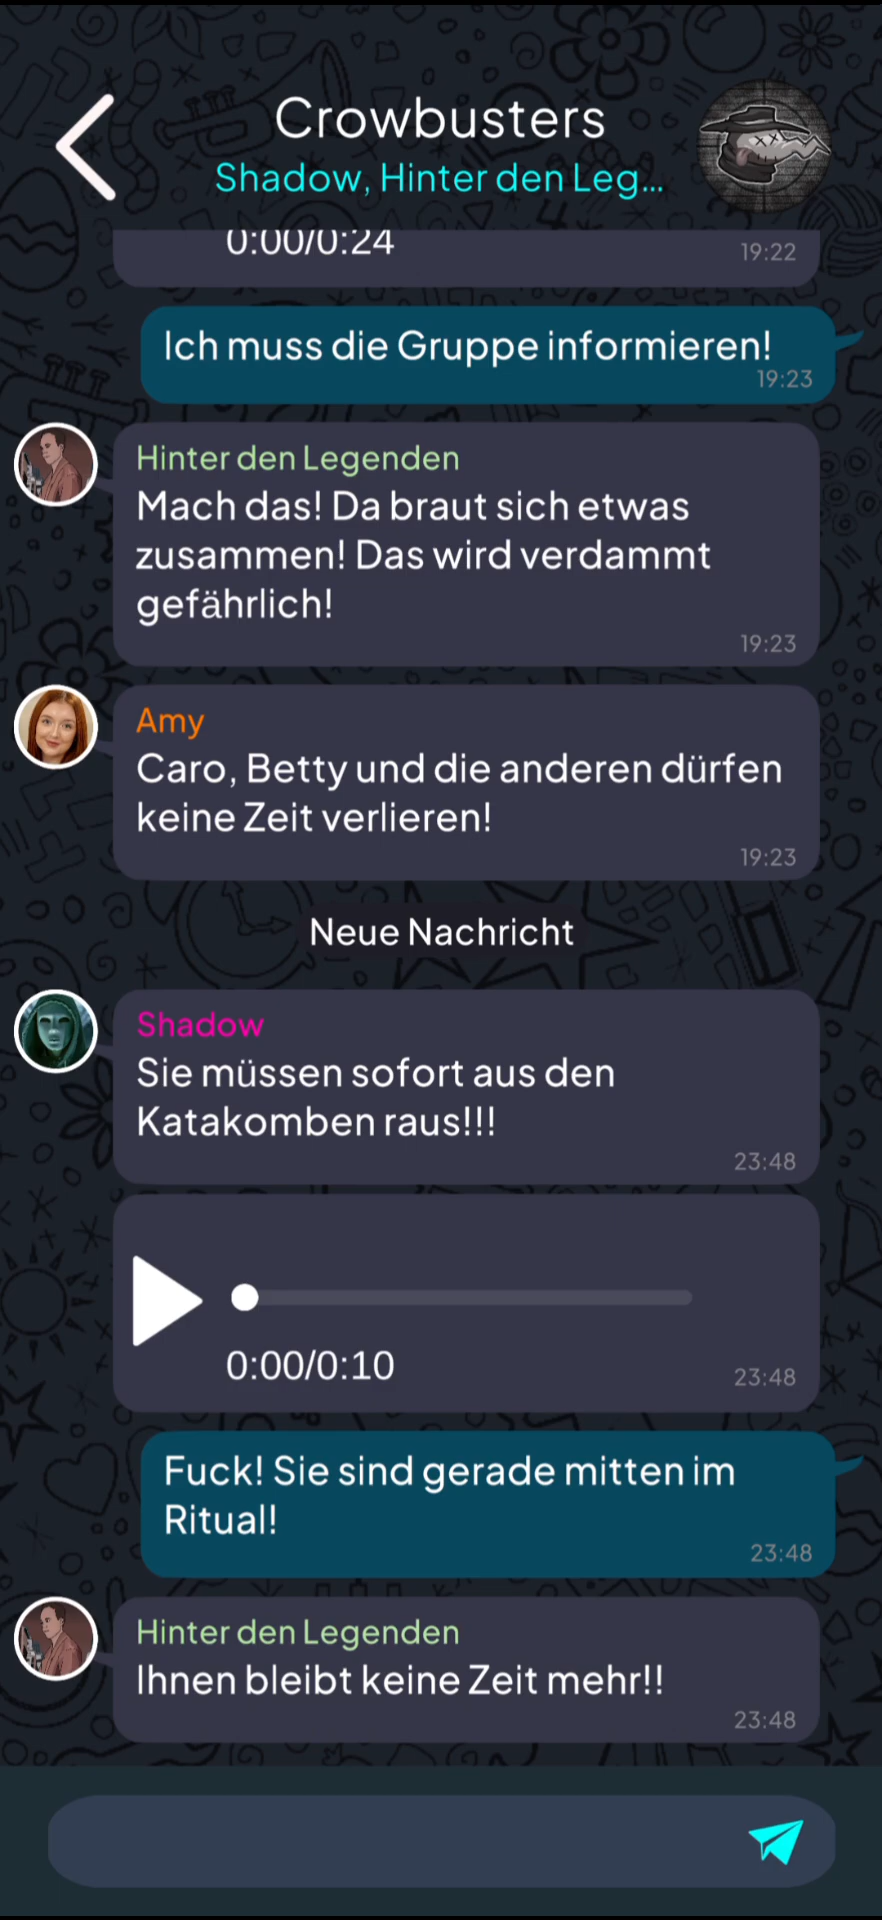 Crowbusters
Shadow, Hinter den Leg...
0:00/0:24
19:22
Ich muss die Gruppe informieren!
19:23
Hinter den Legenden
Mach das! Da braut sich etwas
zusammen! Das wird verdammt
gefährlich!
19:23
Amy
Caro, Betty und die anderen dürfen
keine Zeit verlieren!
19:23
Neue Nachricht
Shadow
Sie müssen sofort aus den
Katakomben raus!!!
23:48
0:00/0:10
23:48
Fuck! Sie sind gerade mitten im
Ritual!
23:48
Hinter den Legenden
Ihnen bleibt keine Zeit mehr!!
23:48